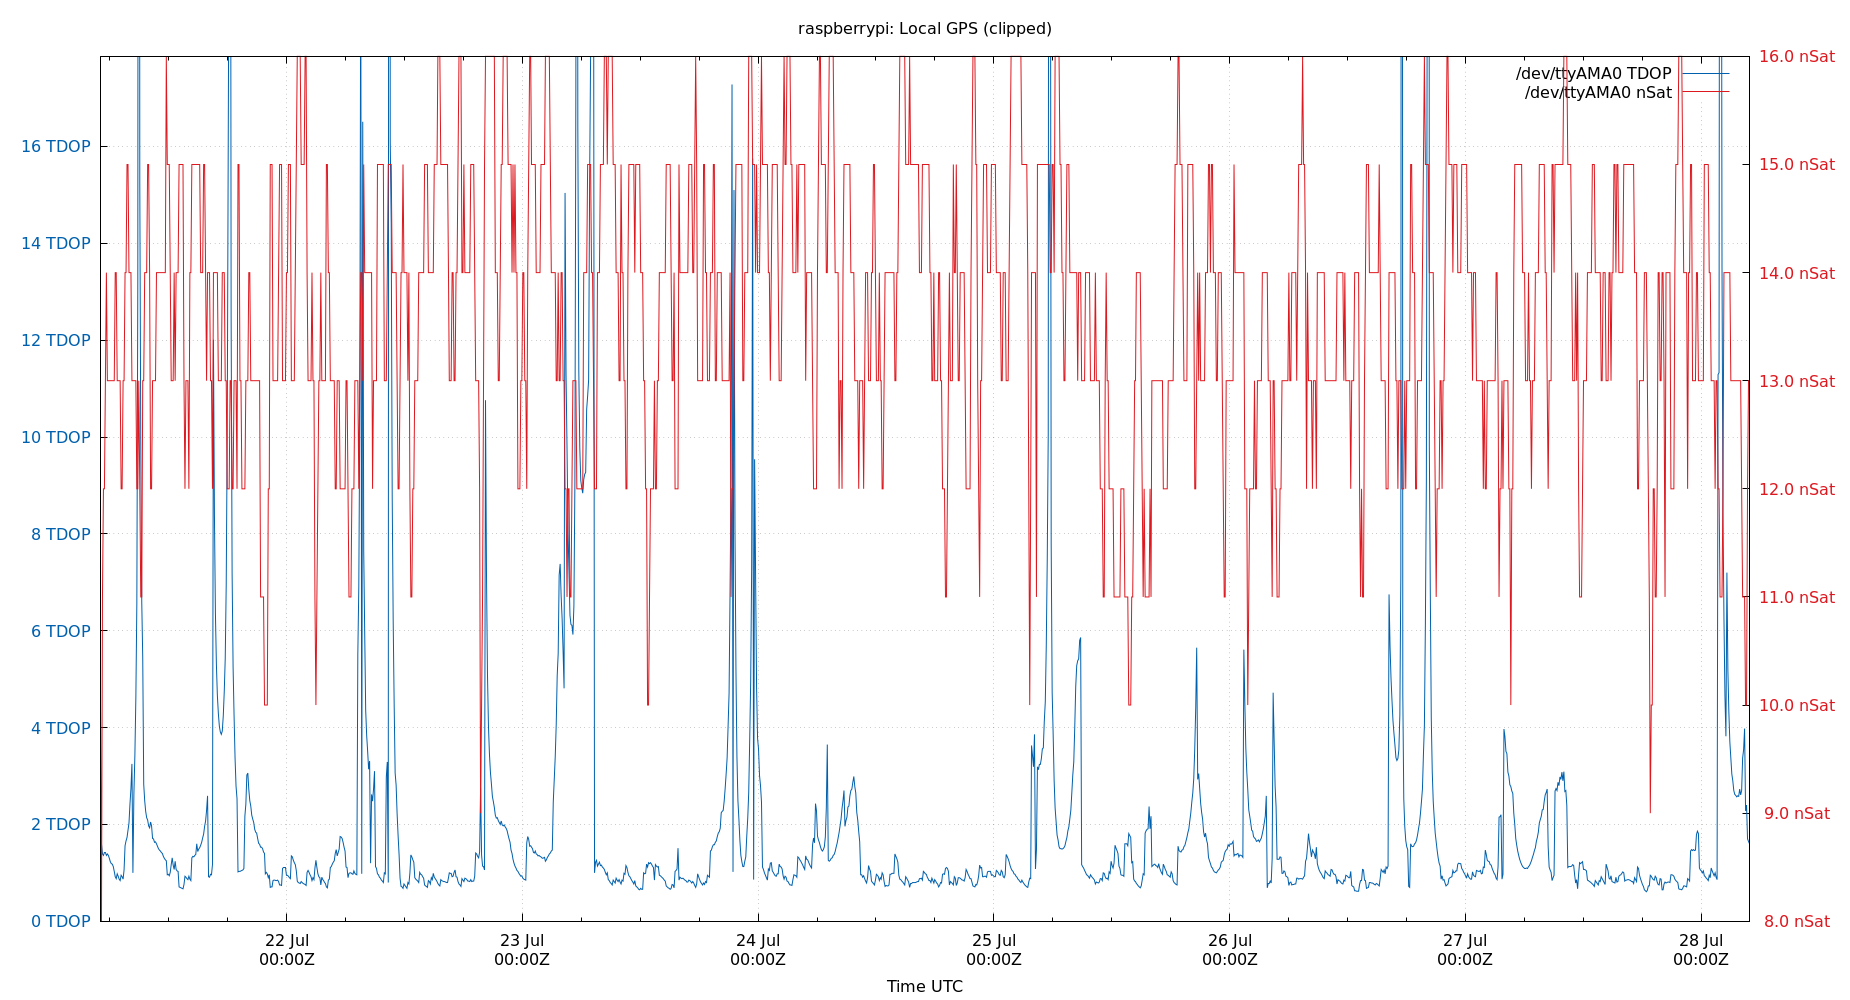 raspberrypi: Local GPS (clipped)
16.0 nSat
/dev/ttyAMA0 TDOP
/dev/ttyAMA0 nSat
16 TDOP
15.0 nSat
14 TDOP
14.0 nSat
12 TDOP
13.0 nSat
10 TDOP
12.0 nSat
8 TDOP
11.0 nSat
6 TDOP
10.0 nSat
4 TDOP
9.0 nSat
2 TDOP
0 TDOP
8.0 nSat
22 Jul 23 Jul 24 Jul 25 Jul 26 Jul 27 Jul 28 Jul
00:00Z 00:00Z 00:00Z 00:00Z 00:00Z 00:00Z 00:00Z
Time UTC